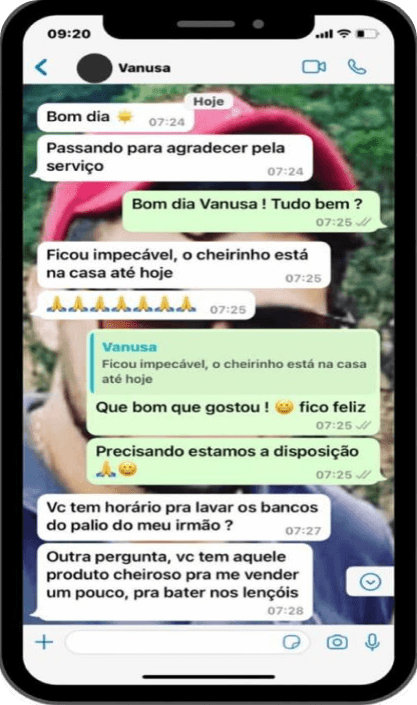 09:20
Vanusa
Hoje
Bom dia ☀️ 07:24
Passando para agradecer pela
serviço
07:24
Bom dia Vanusa ! Tudo bem ?
07:25
Ficou impecável, o cheirinho está
na casa até hoje
07:25
🙏🙏🙏🙏🙏🙏🙏 07:25
Vanusa
Ficou impecável, o cheirinho está na casa
até hoje
Que bom que gostou ! 😀 fico feliz
07:25
Precisando estamos a disposição
🙏😀
07:25
Vc tem horário pra lavar os bancos
do palio do meu irmão ?
07:27
Outra pergunta, vc tem aquele
produto cheiroso pra me vender
um pouco, pra bater nos lençóis
07:28